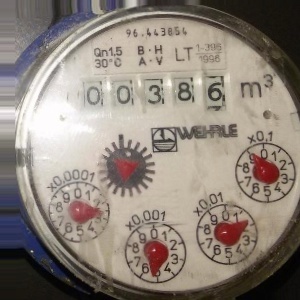 96.443854
Qn1.5 B·H LT 1-395
30°C A·V 1996
00386 m³
WEHRLE
x0.1
x0.0001
x0.001
x0.01